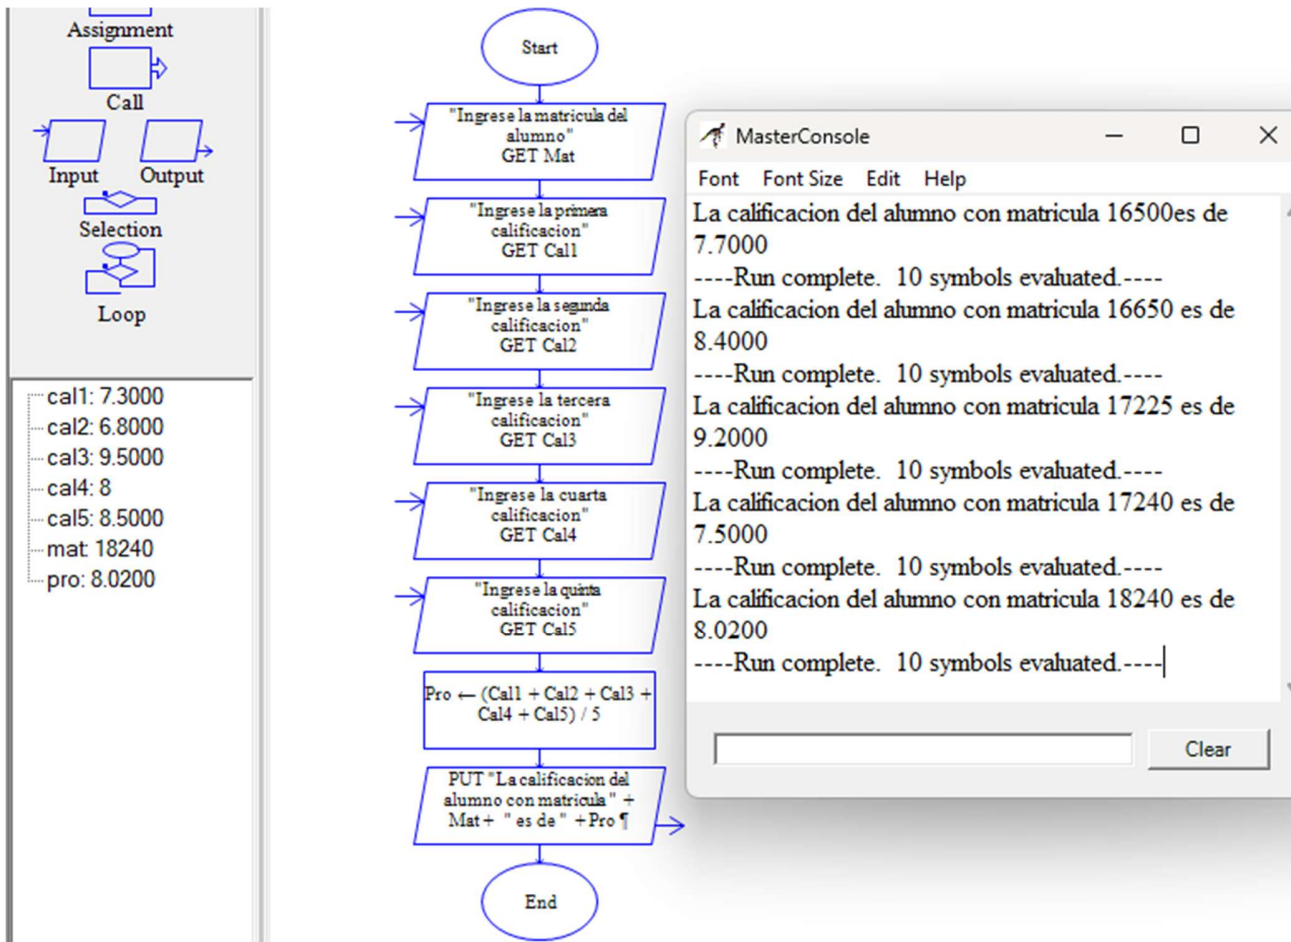 Assignment
Call
Input Output
Selection
Loop
cal1: 7.3000
cal2: 6.8000
cal3: 9.5000
cal4: 8
cal5: 8.5000
mat: 18240
pro: 8.0200
Start
"Ingrese la matricula del
alumno"
GET Mat
"Ingrese la primera
calificacion"
GET Cal1
"Ingrese la segunda
calificacion"
GET Cal2
"Ingrese la tercera
calificacion"
GET Cal3
"Ingrese la cuarta
calificacion"
GET Cal4
"Ingrese la quinta
calificacion"
GET Cal5
Pro ← (Cal1 + Cal2 + Cal3 +
Cal4 + Cal5) / 5
PUT "La calificacion del
alumno con matricula " +
Mat + " es de " +Pro ¶
End
MasterConsole
Font Font Size Edit Help
La calificacion del alumno con matricula 16500es de
7.7000
----Run complete. 10 symbols evaluated.----
La calificacion del alumno con matricula 16650 es de
8.4000
----Run complete. 10 symbols evaluated.----
La calificacion del alumno con matricula 17225 es de
9.2000
----Run complete. 10 symbols evaluated.----
La calificacion del alumno con matricula 17240 es de
7.5000
----Run complete. 10 symbols evaluated.----
La calificacion del alumno con matricula 18240 es de
8.0200
----Run complete. 10 symbols evaluated.----
Clear